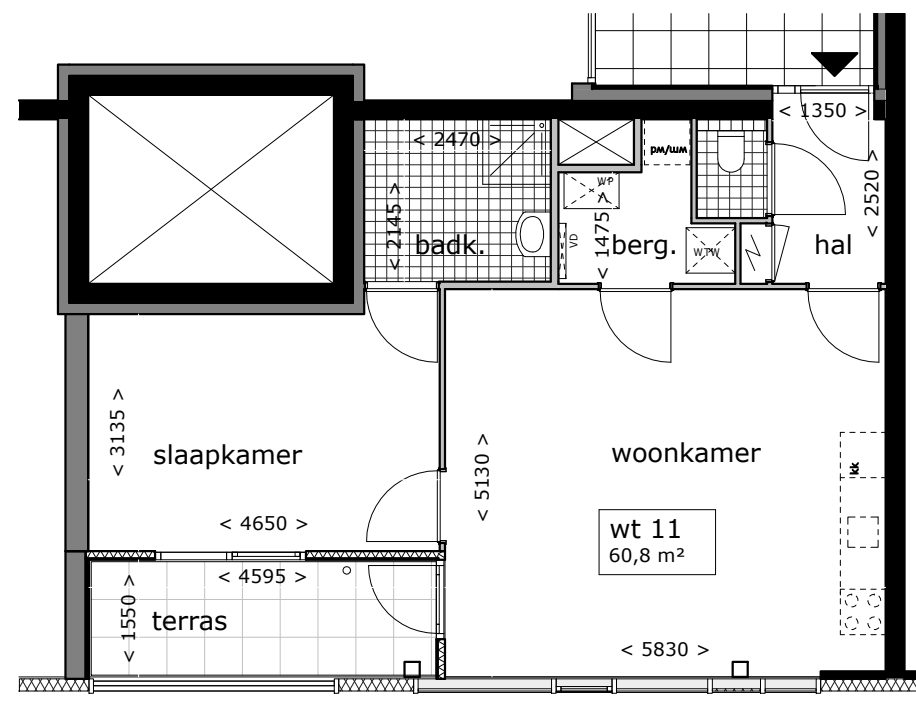 < 1350 >
< 2470 >
wm/wd
WP
< 2520 >
< 2145 >
badk.
VD
< 1475 >
berg.
WTW
hal
< 3135 >
slaapkamer
< 4650 >
< 5130 >
woonkamer
kk
wt 11
60,8 m²
< 4595 >
< 1550 >
terras
< 5830 >